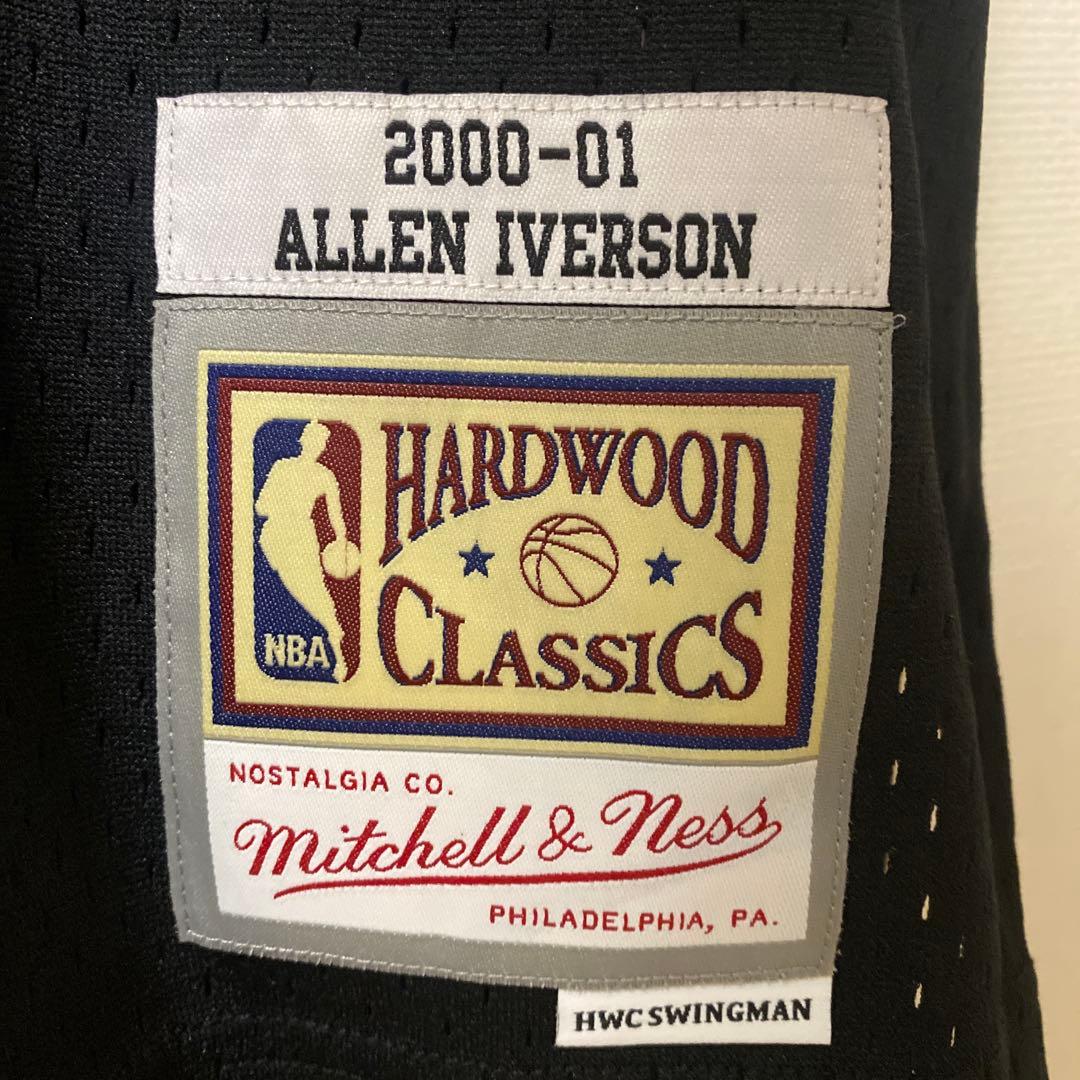 2000-01
ALLEN IVERSON
HARDWOOD
CLASSICS
NBA
NOSTALGIA CO.
Mitchell & Ness
PHILADELPHIA, PA.
HWC SWINGMAN